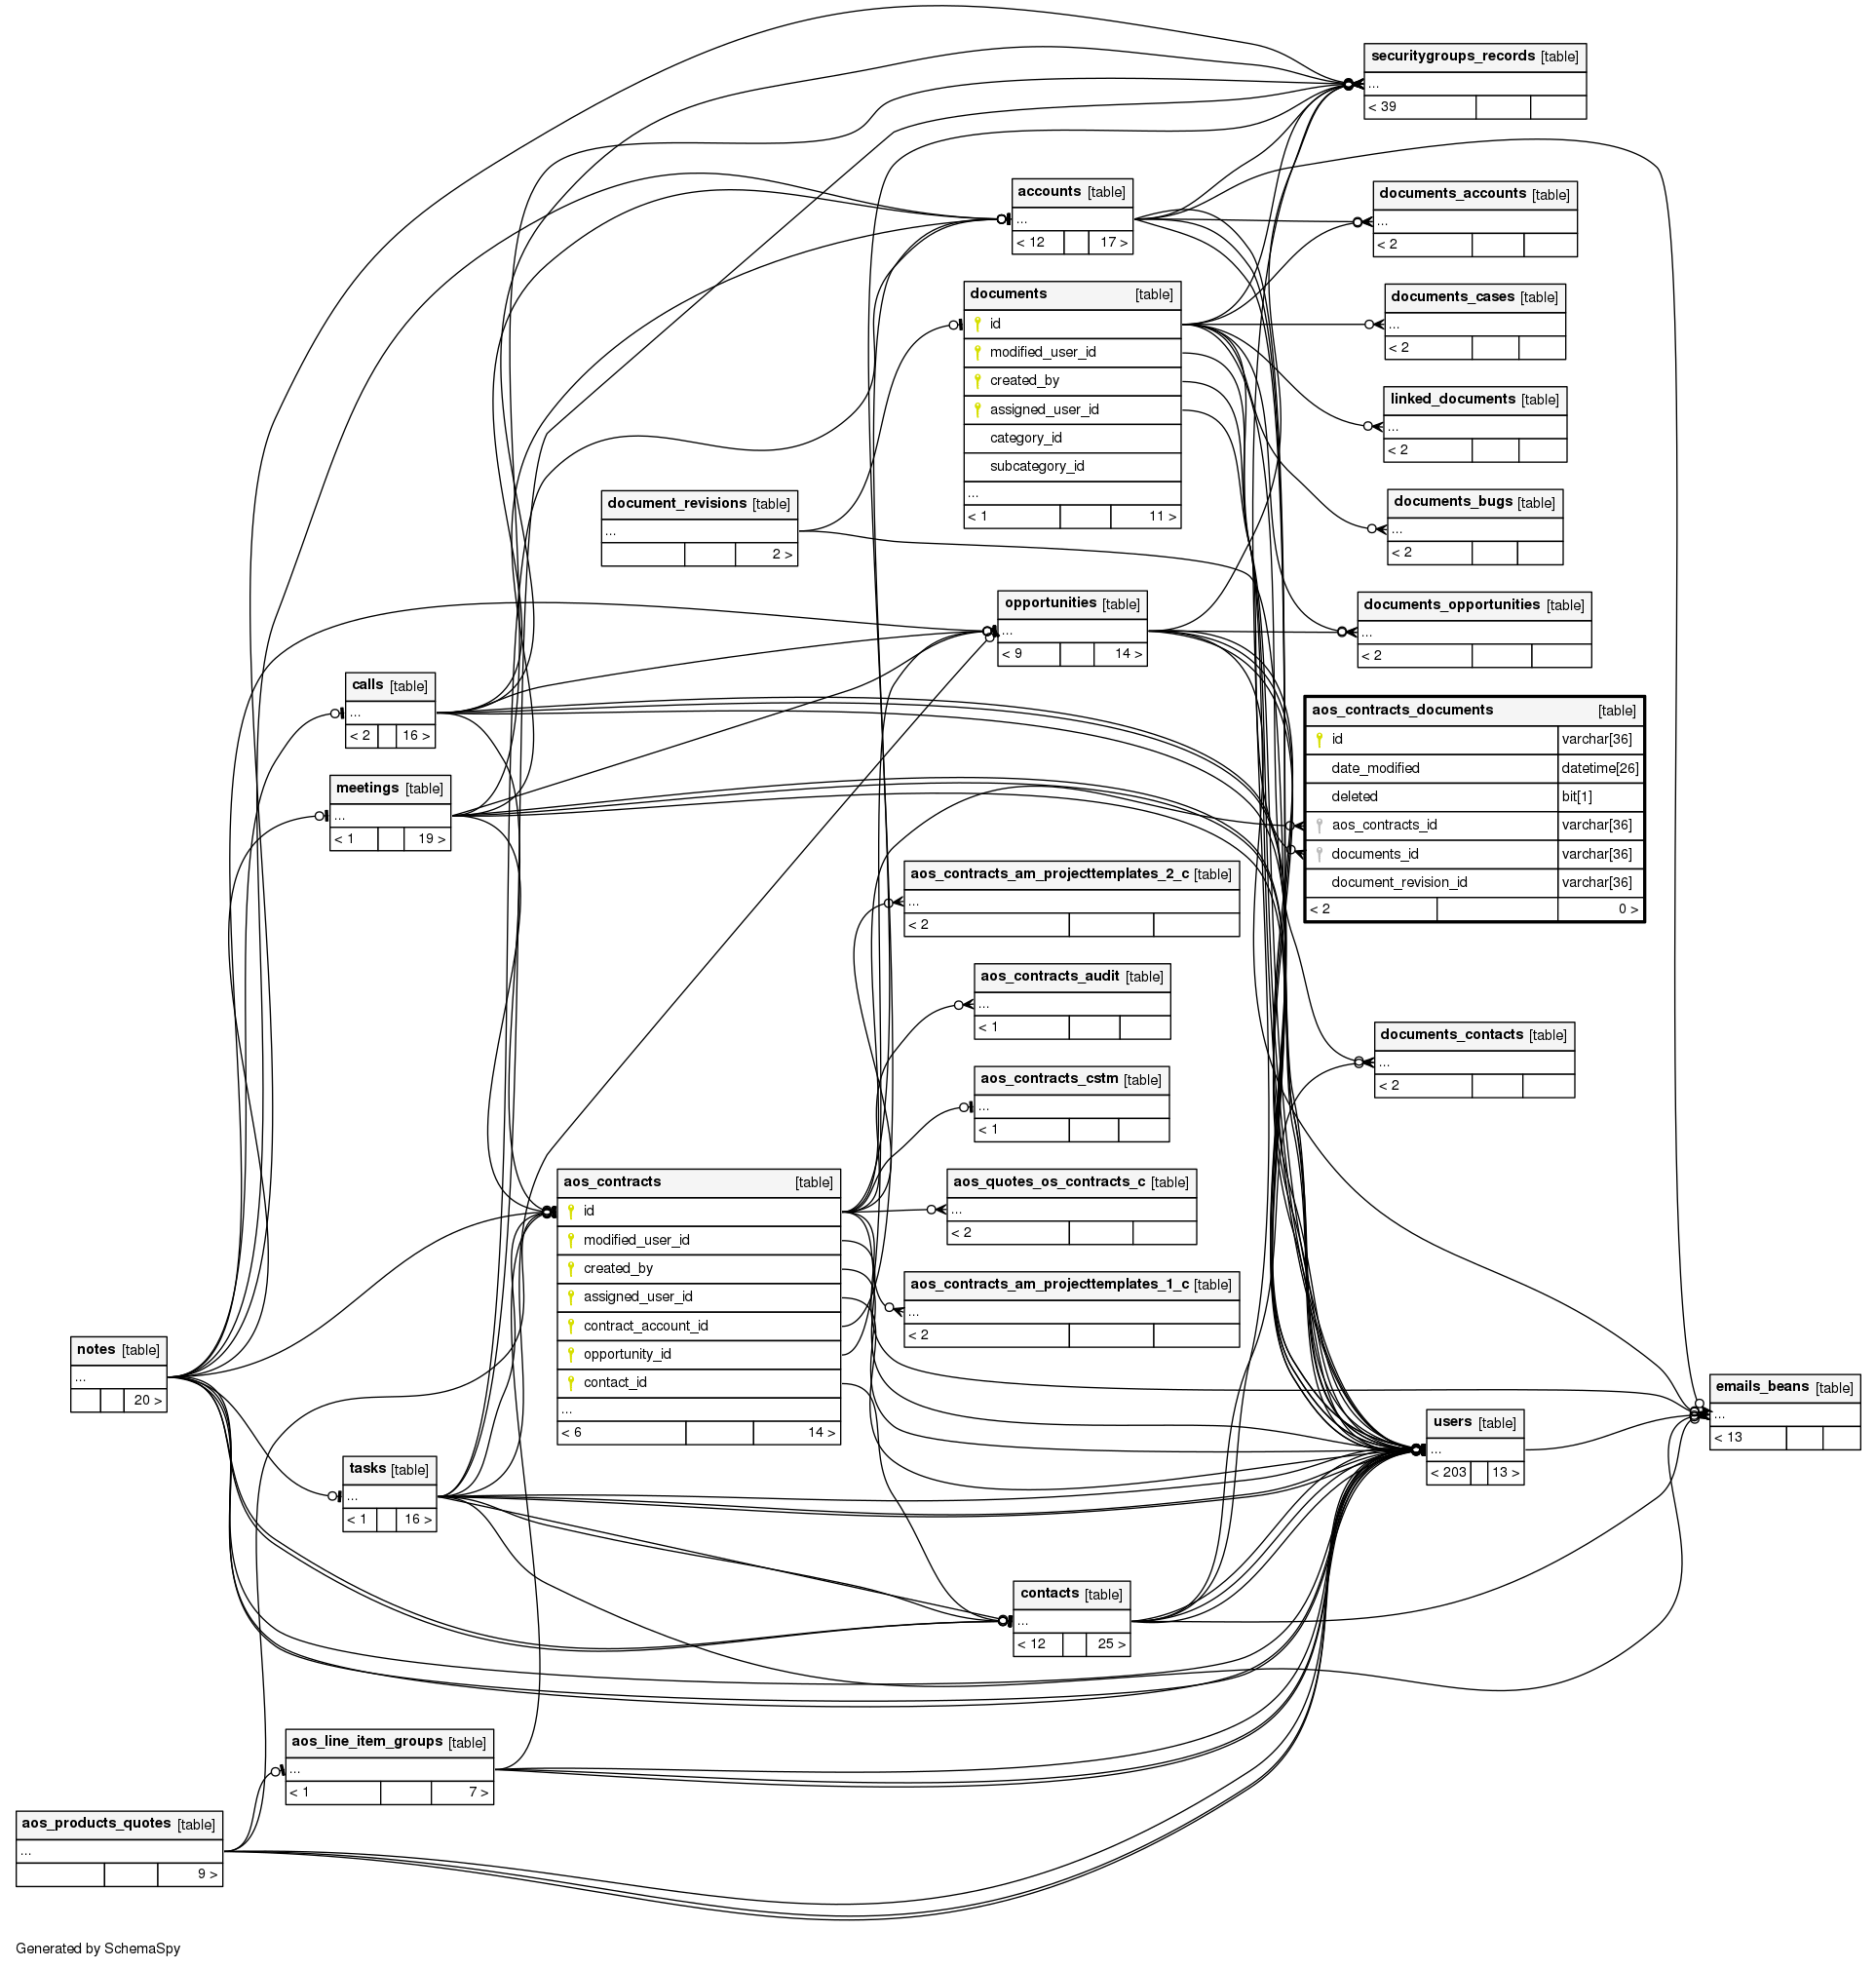 securitygroups_records [table]
...
< 39
accounts [table]
...
< 12 17 >
documents_accounts [table]
...
< 2
documents [table]
id
modified_user_id
created_by
assigned_user_id
category_id
subcategory_id
...
< 1 11 >
documents_cases [table]
...
< 2
linked_documents [table]
...
< 2
document_revisions [table]
...
2 >
documents_bugs [table]
...
< 2
opportunities [table]
...
< 9 14 >
documents_opportunities [table]
...
< 2
calls [table]
...
< 2 16 >
aos_contracts_documents [table]
id varchar[36]
date_modified datetime[26]
deleted bit[1]
aos_contracts_id varchar[36]
documents_id varchar[36]
document_revision_id varchar[36]
< 2 0 >
meetings [table]
...
< 1 19 >
aos_contracts_am_projecttemplates_2_c [table]
...
< 2
aos_contracts_audit [table]
...
< 1
documents_contacts [table]
...
< 2
aos_contracts_cstm [table]
...
< 1
aos_contracts [table]
id
modified_user_id
created_by
assigned_user_id
contract_account_id
opportunity_id
contact_id
...
< 6 14 >
aos_quotes_os_contracts_c [table]
...
< 2
aos_contracts_am_projecttemplates_1_c [table]
...
< 2
notes [table]
...
20 >
emails_beans [table]
...
< 13
users [table]
...
< 203 13 >
tasks [table]
...
< 1 16 >
contacts [table]
...
< 12 25 >
aos_line_item_groups [table]
...
< 1 7 >
aos_products_quotes [table]
...
9 >
Generated by SchemaSpy